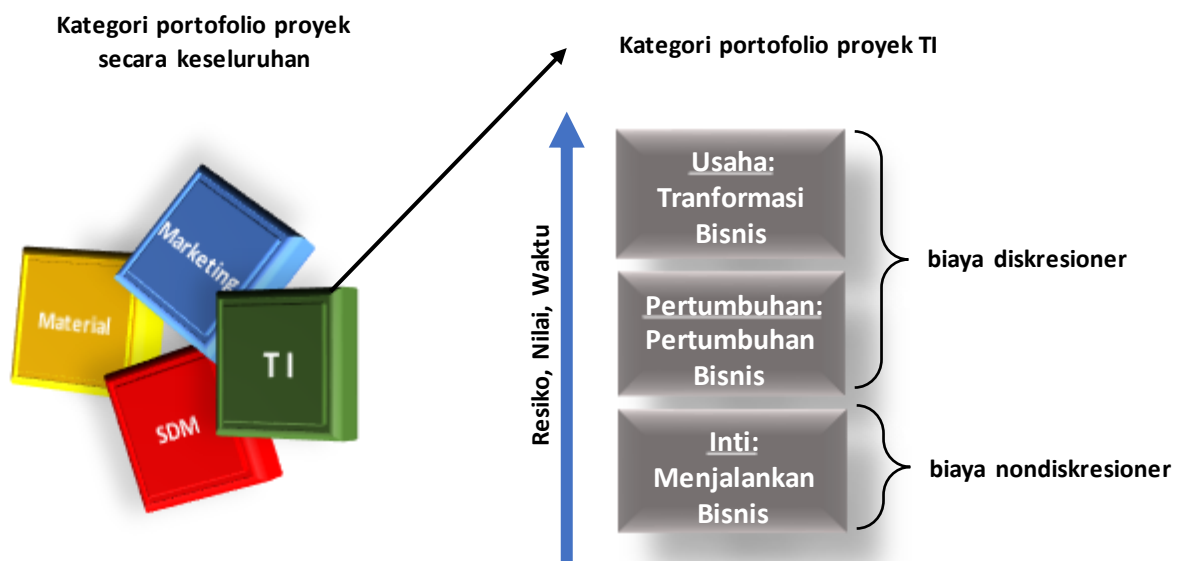 Kategori portofolio proyek
secara keseluruhan
Kategori portofolio proyek TI
Marketing
Material
TI
SDM
Resiko, Nilai, Waktu
Usaha:
Tranformasi
Bisnis
Pertumbuhan:
Pertumbuhan
Bisnis
Inti:
Menjalankan
Bisnis
biaya diskresioner
biaya nondiskresioner